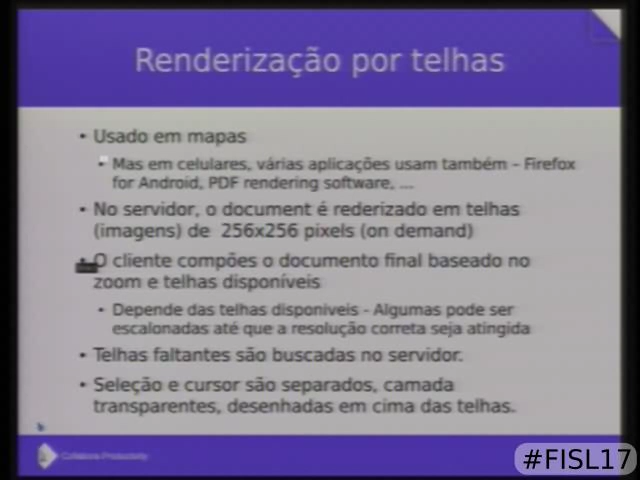 Renderização por telhas
• Usado em mapas
• Mas em celulares, várias aplicações usam também – Firefox
for Android, PDF rendering software, ...
• No servidor, o document é rederizado em telhas
(imagens) de 256x256 pixels (on demand)
• O cliente compões o documento final baseado no
zoom e telhas disponíveis
• Depende das telhas disponiveis - Algumas pode ser
escalonadas até que a resolução correta seja atingida
• Telhas faltantes são buscadas no servidor.
• Seleção e cursor são separados, camada
transparentes, desenhadas em cima das telhas.
Collabora Productivity
#FISL17